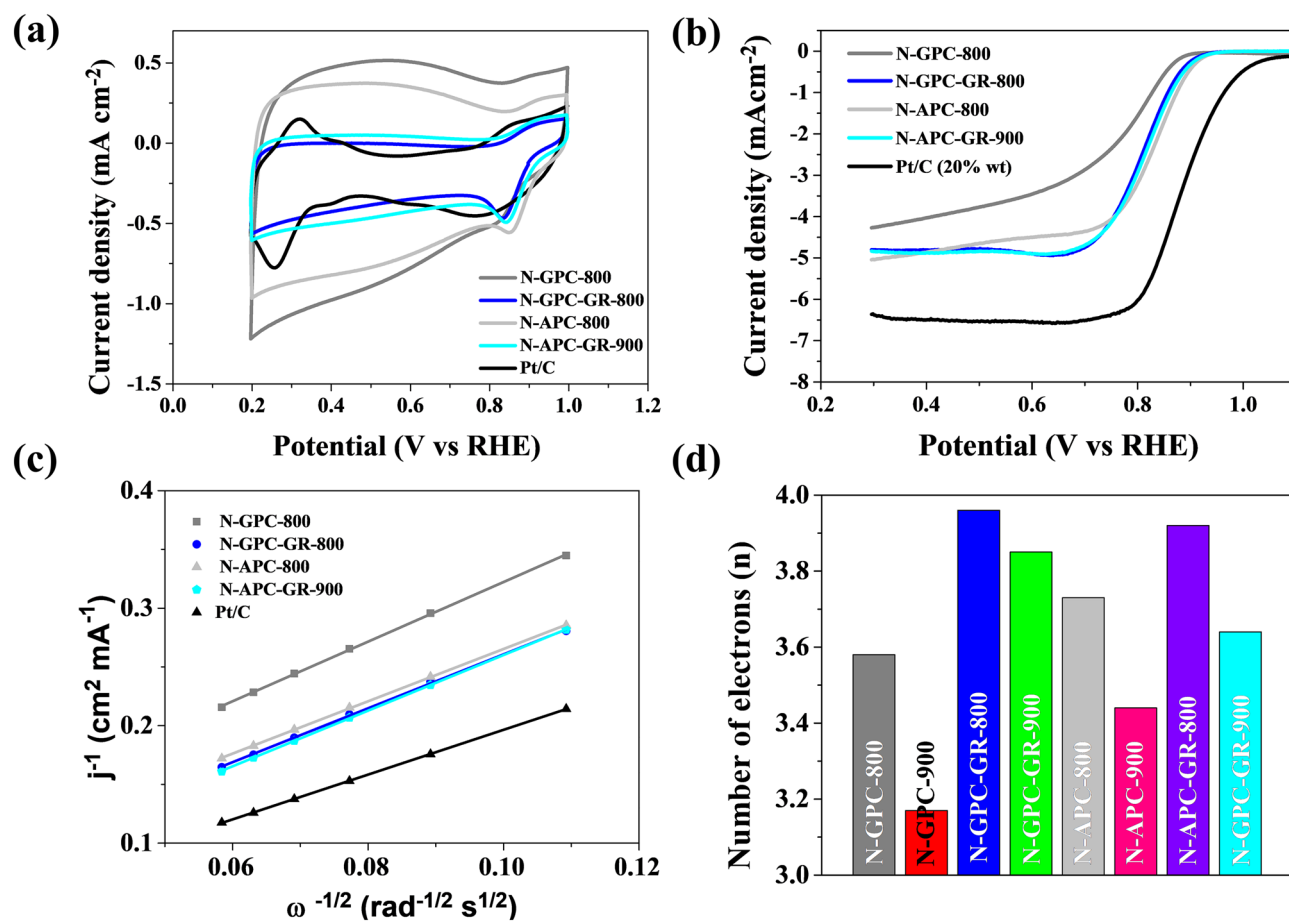 (a)
Current density (mA cm-2)
0.5
0.0
-0.5
-1.0
-1.5
N-GPC-800
N-GPC-GR-800
N-APC-800
N-APC-GR-900
Pt/C
0.0 0.2 0.4 0.6 0.8 1.0 1.2
Potential (V vs RHE)
(b)
Current density (mAcm-2)
0
-1
-2
-3
-4
-5
-6
-7
-8
N-GPC-800
N-GPC-GR-800
N-APC-800
N-APC-GR-900
Pt/C (20% wt)
0.2 0.4 0.6 0.8 1.0
Potential (V vs RHE)
(c)
j-1 (cm2 mA-1)
0.4
0.3
0.2
0.1
N-GPC-800
N-GPC-GR-800
N-APC-800
N-APC-GR-900
Pt/C
0.06 0.08 0.10 0.12
ω -1/2 (rad-1/2 s1/2)
(d)
Number of electrons (n)
4.0
3.8
3.6
3.4
3.2
3.0
N-GPC-800
N-GPC-900
N-GPC-GR-800
N-GPC-GR-900
N-APC-800
N-APC-900
N-APC-GR-800
N-GPC-GR-900